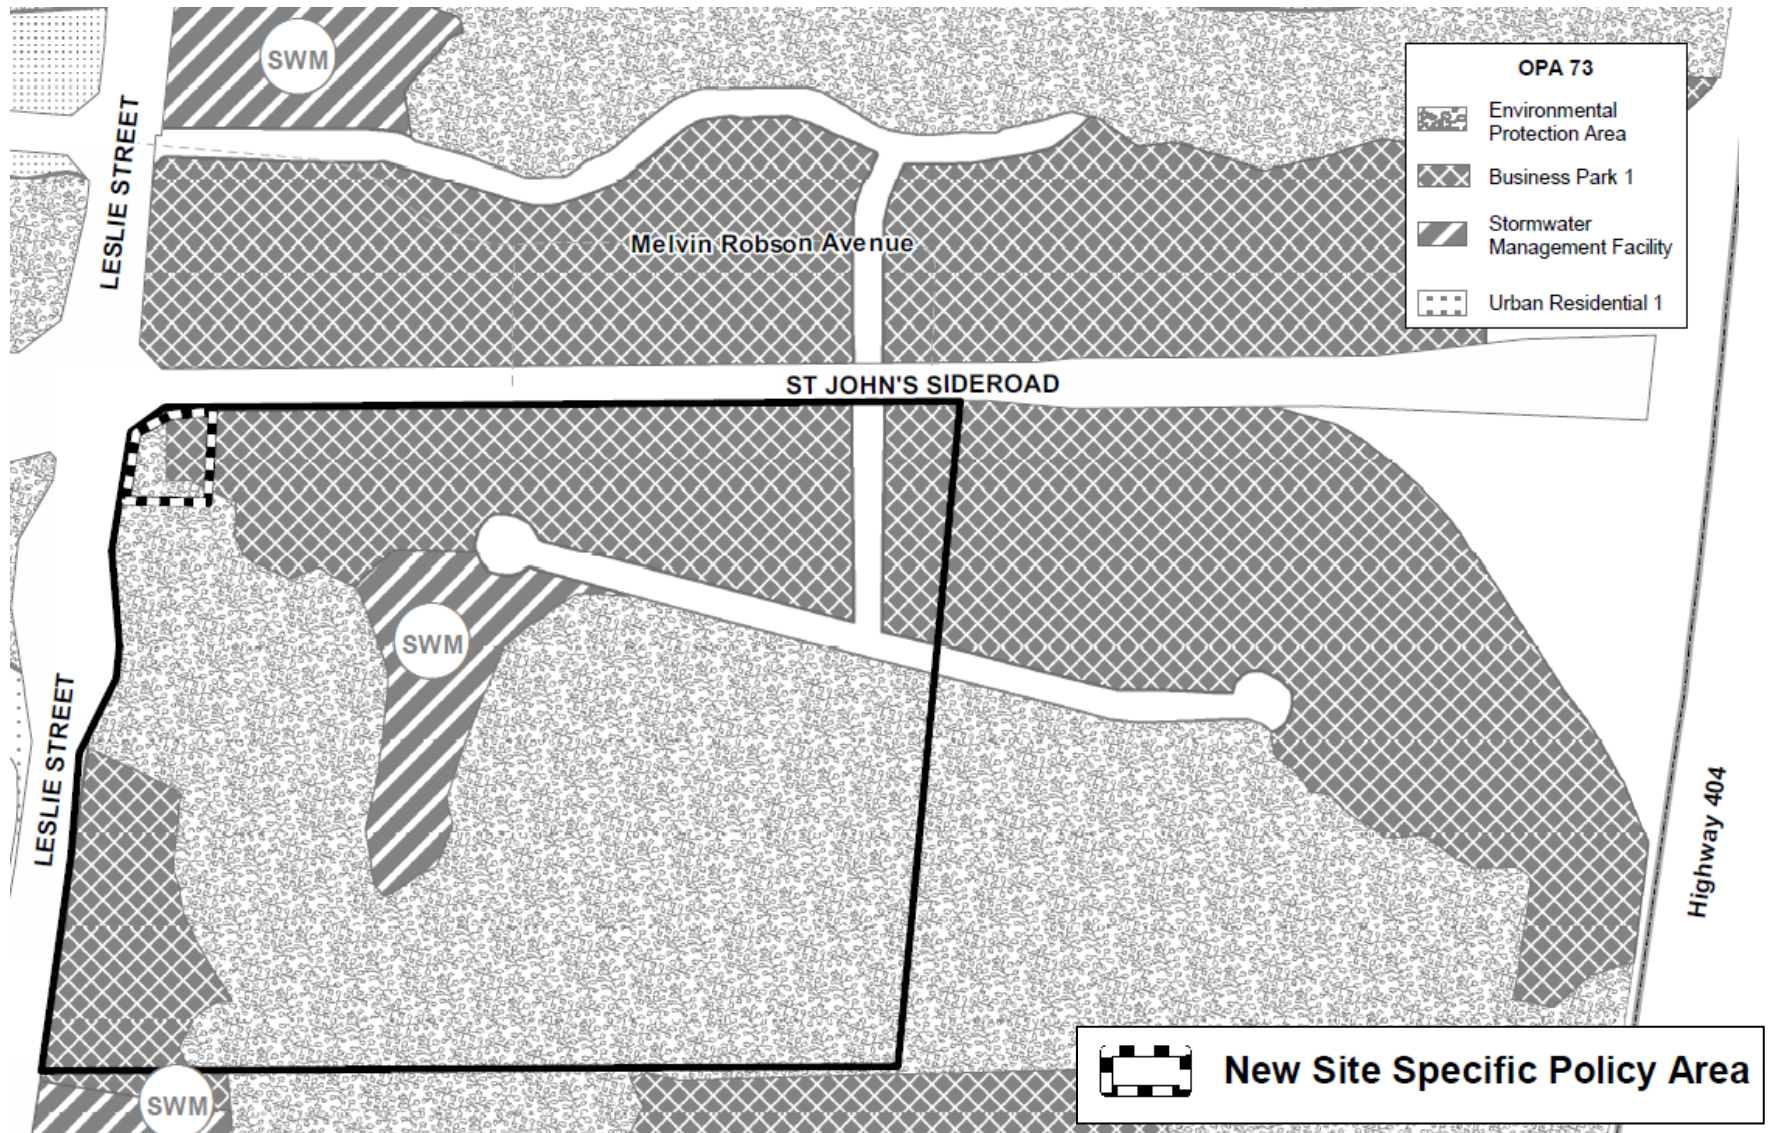 SWM
OPA 73
Environmental
Protection Area
Business Park 1
Stormwater
Management Facility
Urban Residential 1
LESLIE STREET
Melvin Robson Avenue
ST JOHN'S SIDEROAD
SWM
LESLIE STREET
Highway 404
New Site Specific Policy Area
SWM